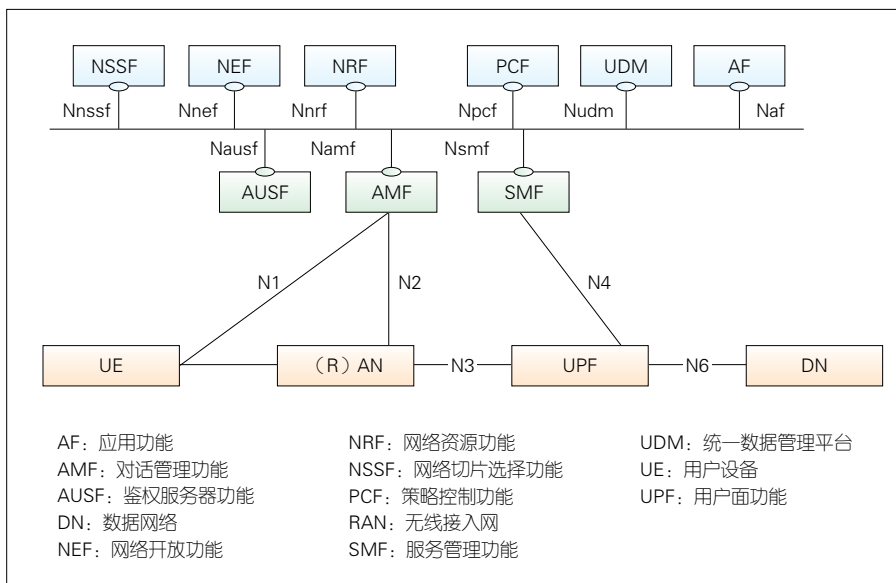 NSSF NEF NRF PCF UDM AF
Nnssf Nnef Nnrf Npcf Nudm Naf
Nausf Namf Nsmf
AUSF AMF SMF
N1 N2 N4
UE （R）AN N3 UPF N6 DN
AF：应用功能
AMF：对话管理功能
AUSF：鉴权服务器功能
DN：数据网络
NEF：网络开放功能
NRF：网络资源功能
NSSF：网络切片选择功能
PCF：策略控制功能
RAN：无线接入网
SMF：服务管理功能
UDM：统一数据管理平台
UE：用户设备
UPF：用户面功能